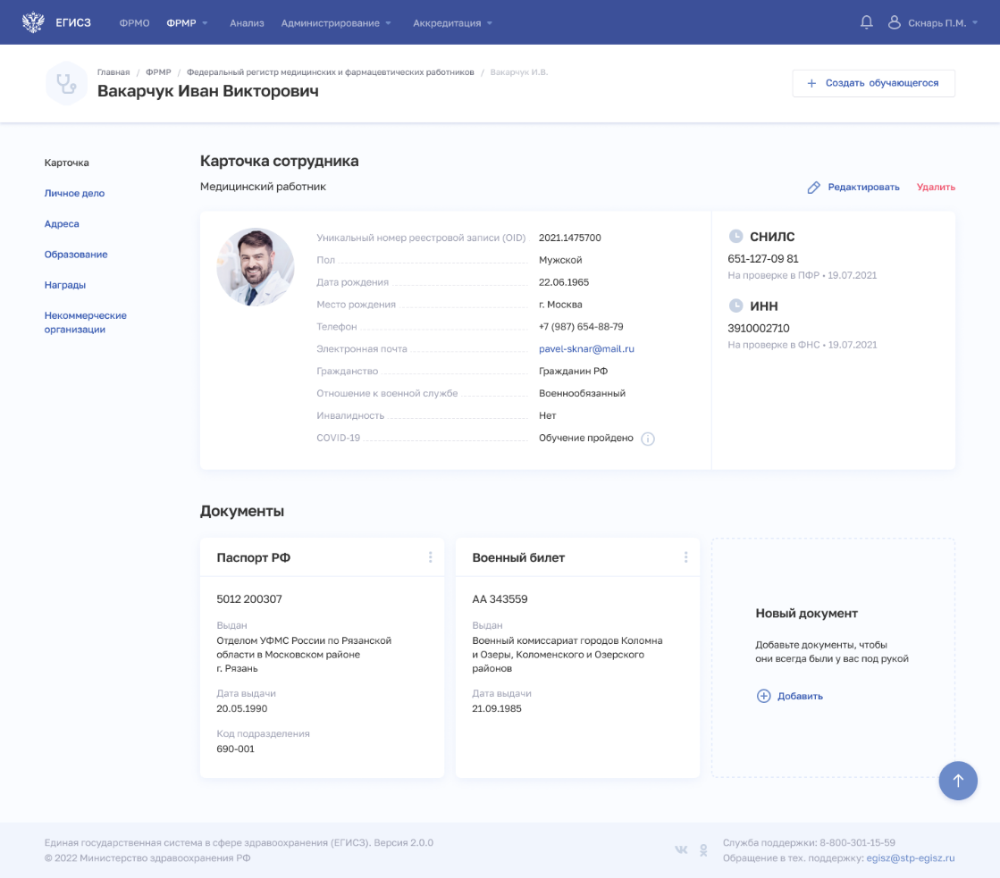 ЕГИСЗ
ФРМО
ФРМР
Анализ
Администрирование
Аккредитация
Скнарь П.М.
Главная / ФРМР / Федеральный регистр медицинских и фармацевтических работников / Вакарчук И.В.
Вакарчук Иван Викторович
+ Создать обучающегося
Карточка
Личное дело
Адреса
Образование
Награды
Некоммерческие
организации
Карточка сотрудника
Медицинский работник
Редактировать
Удалить
Уникальный номер реестровой записи (OID) 2021.1475700
Пол Мужской
Дата рождения 22.06.1965
Место рождения г. Москва
Телефон +7 (987) 654-88-79
Электронная почта pavel-sknar@mail.ru
Гражданство Гражданин РФ
Отношение к военной службе Военнообязанный
Инвалидность Нет
COVID-19 Обучение пройдено
СНИЛС
651-127-09 81
На проверке в ПФР • 19.07.2021
ИНН
3910002710
На проверке в ФНС • 19.07.2021
Документы
Паспорт РФ
5012 200307
Выдан
Отделом УФМС России по Рязанской
области в Московском районе
г. Рязань
Дата выдачи
20.05.1990
Код подразделения
690-001
Военный билет
АА 343559
Выдан
Военный комиссариат городов Коломна
и Озеры, Коломенского и Озерского
районов
Дата выдачи
21.09.1985
Новый документ
Добавьте документы, чтобы
они всегда были у вас под рукой
Добавить
Единая государственная система в сфере здравоохранения (ЕГИСЗ). Версия 2.0.0
© 2022 Министерство здравоохранения РФ
Служба поддержки: 8-800-301-15-59
Обращение в тех. поддержку: egisz@stp-egisz.ru